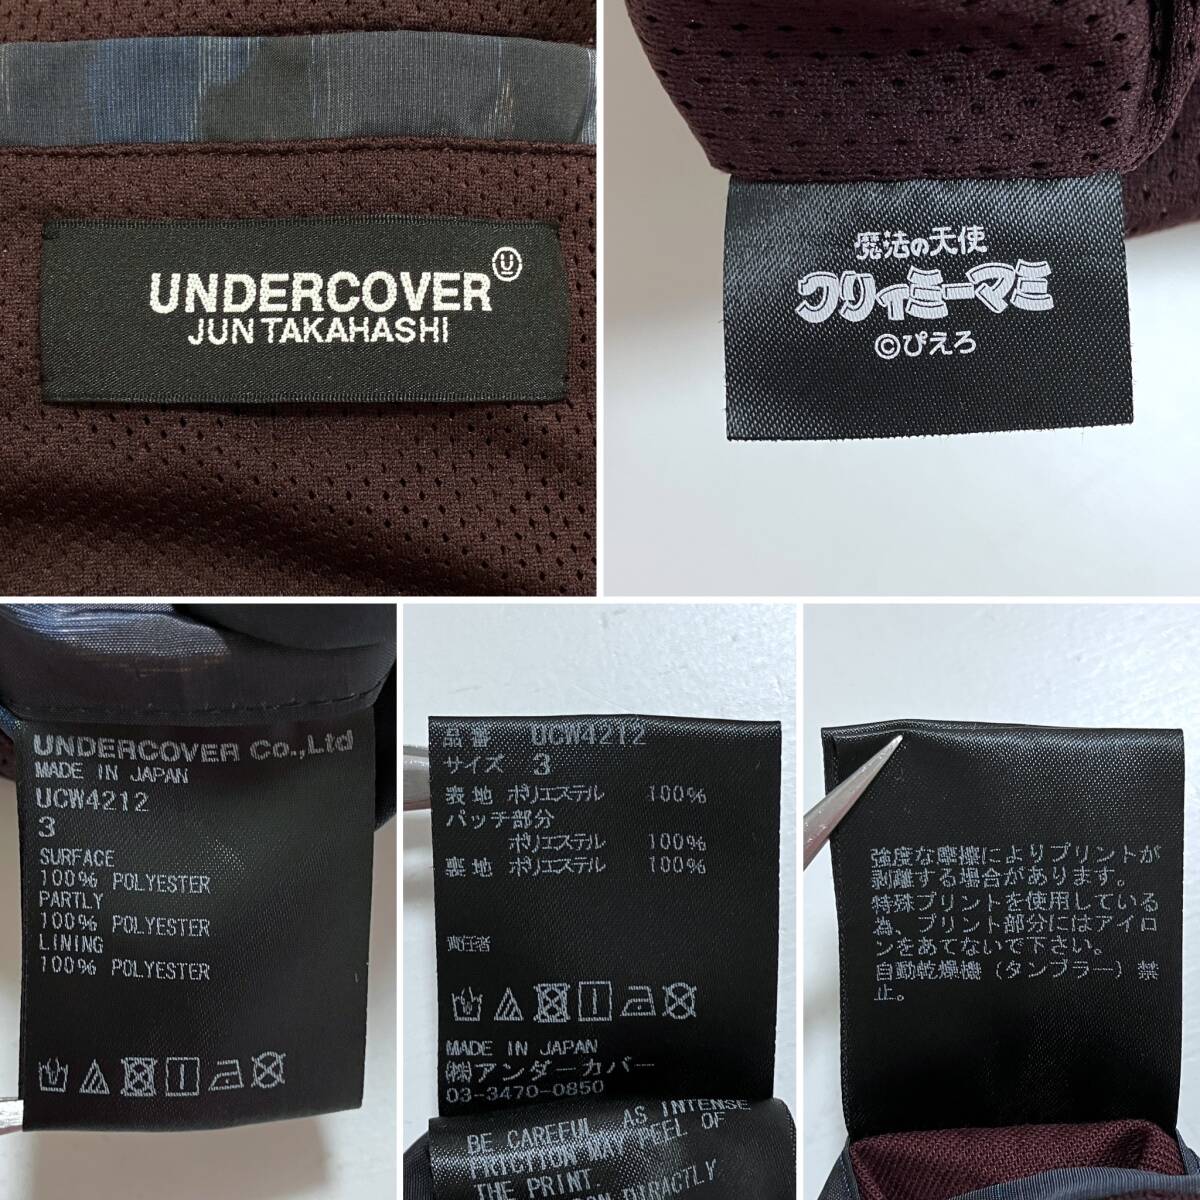 UNDERCOVER
U
JUN TAKAHASHI
魔法の天使
クリィミーマミ
©ぴえろ
UNDERCOVER Co.,Ltd
MADE IN JAPAN
UCW4212
3
SURFACE
100% POLYESTER
PARTLY
100% POLYESTER
LINING
100% POLYESTER
品番 UCW4212
サイズ 3
表地 ポリエステル 100%
パッチ部分
ポリエステル 100%
裏地 ポリエステル 100%
責任者
MADE IN JAPAN
(株)アンダーカバー
03-3470-0850
BE CAREFUL AS INTENSE
FRICTION MAY PEEL OF
THE PRINT.
強度な摩擦によりプリントが
剥離する場合があります。
特殊プリントを使用している
為、プリント部分にはアイロ
ンをあてないで下さい。
自動乾燥機（タンブラー）禁
止。